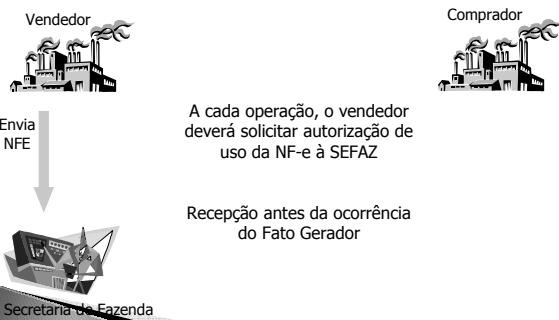 Vendedor
Comprador
Envia
NFE
A cada operação, o vendedor
deverá solicitar autorização de
uso da NF-e à SEFAZ
Recepção antes da ocorrência
do Fato Gerador
Secretaria de Fazenda